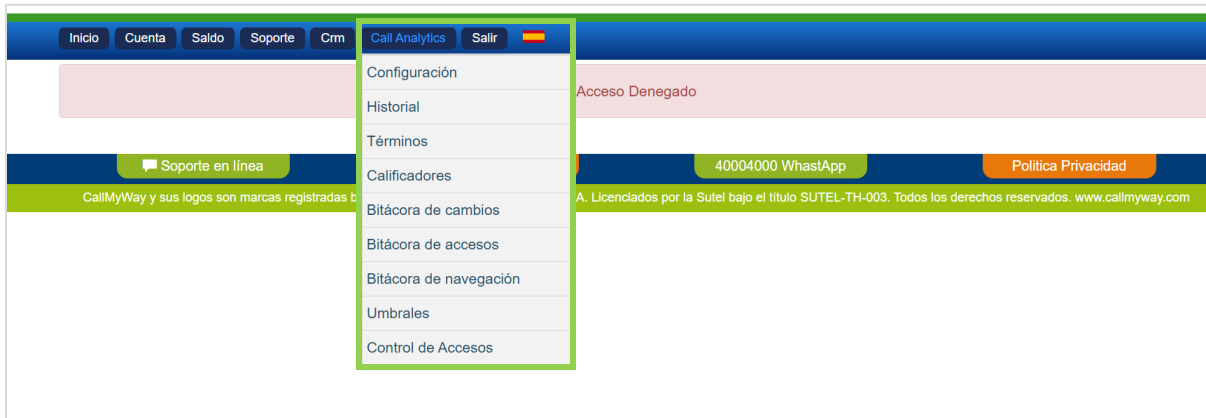 Inicio Cuenta Saldo Soporte Crm Call Analytics Salir
Configuración
Acceso Denegado
Historial
Términos
Soporte en línea 40004000 WhastApp Politica Privacidad
Calificadores
CallMyWay y sus logos son marcas registradas b A. Licenciados por la Sutel bajo el título SUTEL-TH-003. Todos los derechos reservados. www.callmyway.com
Bitácora de cambios
Bitácora de accesos
Bitácora de navegación
Umbrales
Control de Accesos